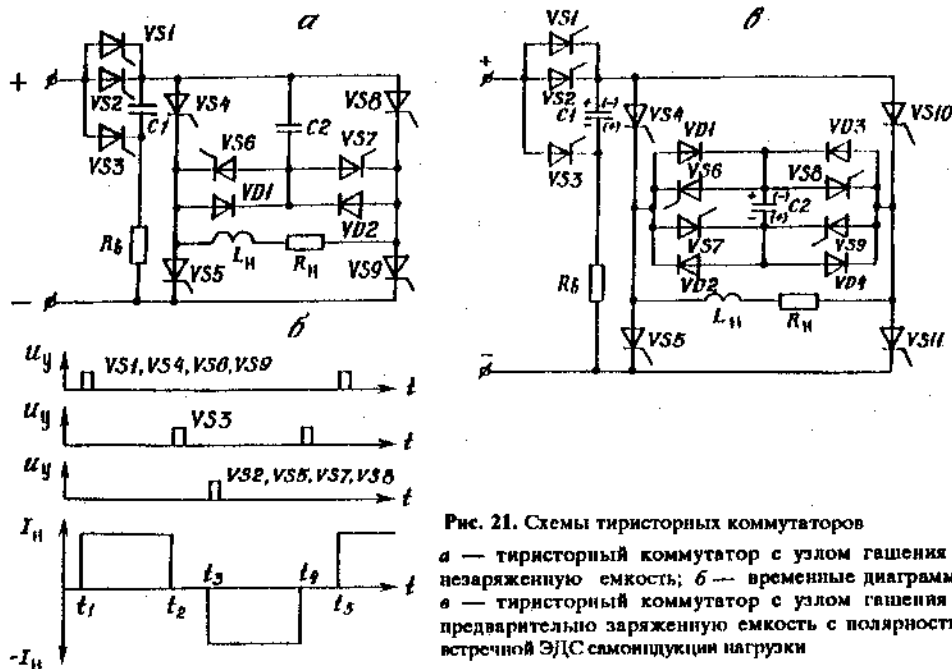 а
VS1
+
VS2
VS4
C1
VS8
C2
VS3
VS6
VS7
VD1
VD2
Rб
Lн
Rн
VS5
VS9
−
в
VS1
+
VS2
C1
+ (−)
− (+)
VS4
VS10
VS3
VD1
VD3
VS6
VS8
+ (−)
C2
− (+)
VS7
VS9
VD2
VD4
Rб
Lн
Rн
VS5
VS11
−
б
Uу
VS1, VS4, VS6, VS9
t
Uу
VS3
t
Uу
VS2, VS5, VS7, VS8
t
Iн
t1
t2
t3
t4
t5
t
-Iн
Рис. 21. Схемы тиристорных коммутаторов
а — тиристорный коммутатор с узлом гашения
незаряженную емкость; б — временные диаграмм
в — тиристорный коммутатор с узлом гашения
предварительно заряженную емкость с полярност
встречной ЭДС самоиндукции нагрузки